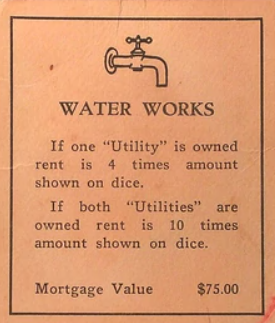 WATER WORKS
If one "Utility" is owned
rent is 4 times amount
shown on dice.
If both "Utilities" are
owned rent is 10 times
amount shown on dice.
Mortgage Value $75.00